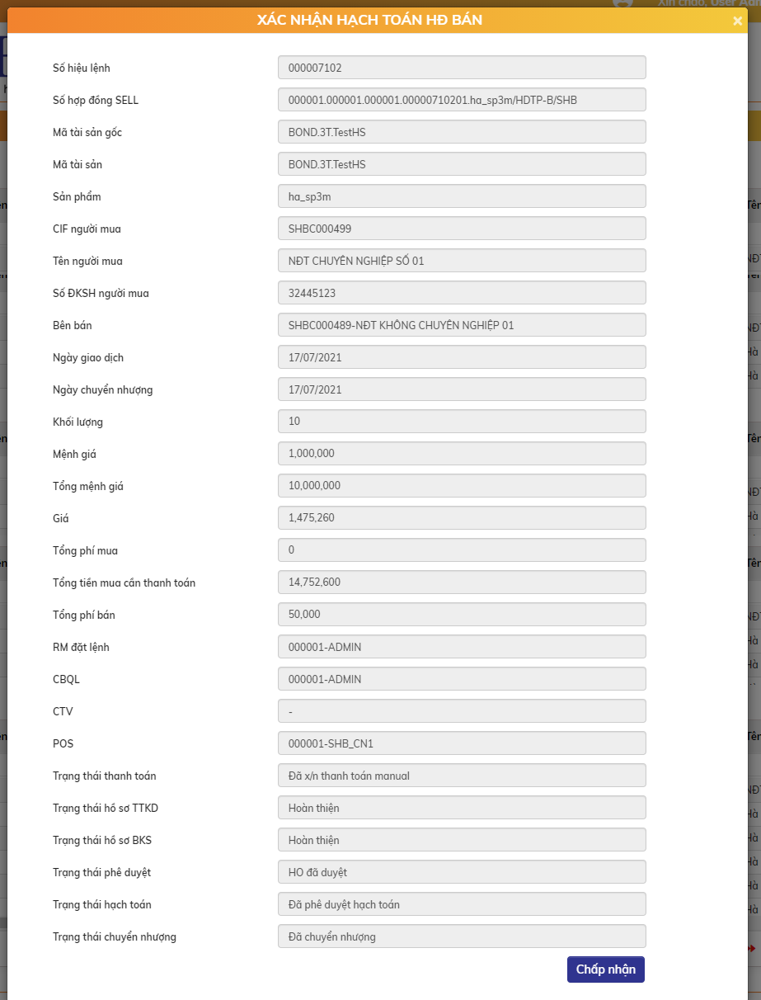 Xin chào, User Adm
XÁC NHẬN HẠCH TOÁN HĐ BÁN
×
Số hiệu lệnh 000007102
Số hợp đồng SELL 000001.000001.000001.00000710201.ha_sp3m/HDTP-B/SHB
Mã tài sản gốc BOND.3T.TestHS
Mã tài sản BOND.3T.TestHS
Sản phẩm ha_sp3m
CIF người mua SHBC000499
Tên người mua NĐT CHUYÊN NGHIỆP SỐ 01
Số ĐKSH người mua 32445123
Bên bán SHBC000489-NĐT KHÔNG CHUYÊN NGHIỆP 01
Ngày giao dịch 17/07/2021
Ngày chuyển nhượng 17/07/2021
Khối lượng 10
Mệnh giá 1,000,000
Tổng mệnh giá 10,000,000
Giá 1,475,260
Tổng phí mua 0
Tổng tiền mua cần thanh toán 14,752,600
Tổng phí bán 50,000
RM đặt lệnh 000001-ADMIN
CBQL 000001-ADMIN
CTV -
POS 000001-SHB_CN1
Trạng thái thanh toán Đã x/n thanh toán manual
Trạng thái hồ sơ TTKD Hoàn thiện
Trạng thái hồ sơ BKS Hoàn thiện
Trạng thái phê duyệt HO đã duyệt
Trạng thái hạch toán Đã phê duyệt hạch toán
Trạng thái chuyển nhượng Đã chuyển nhượng
Chấp nhận